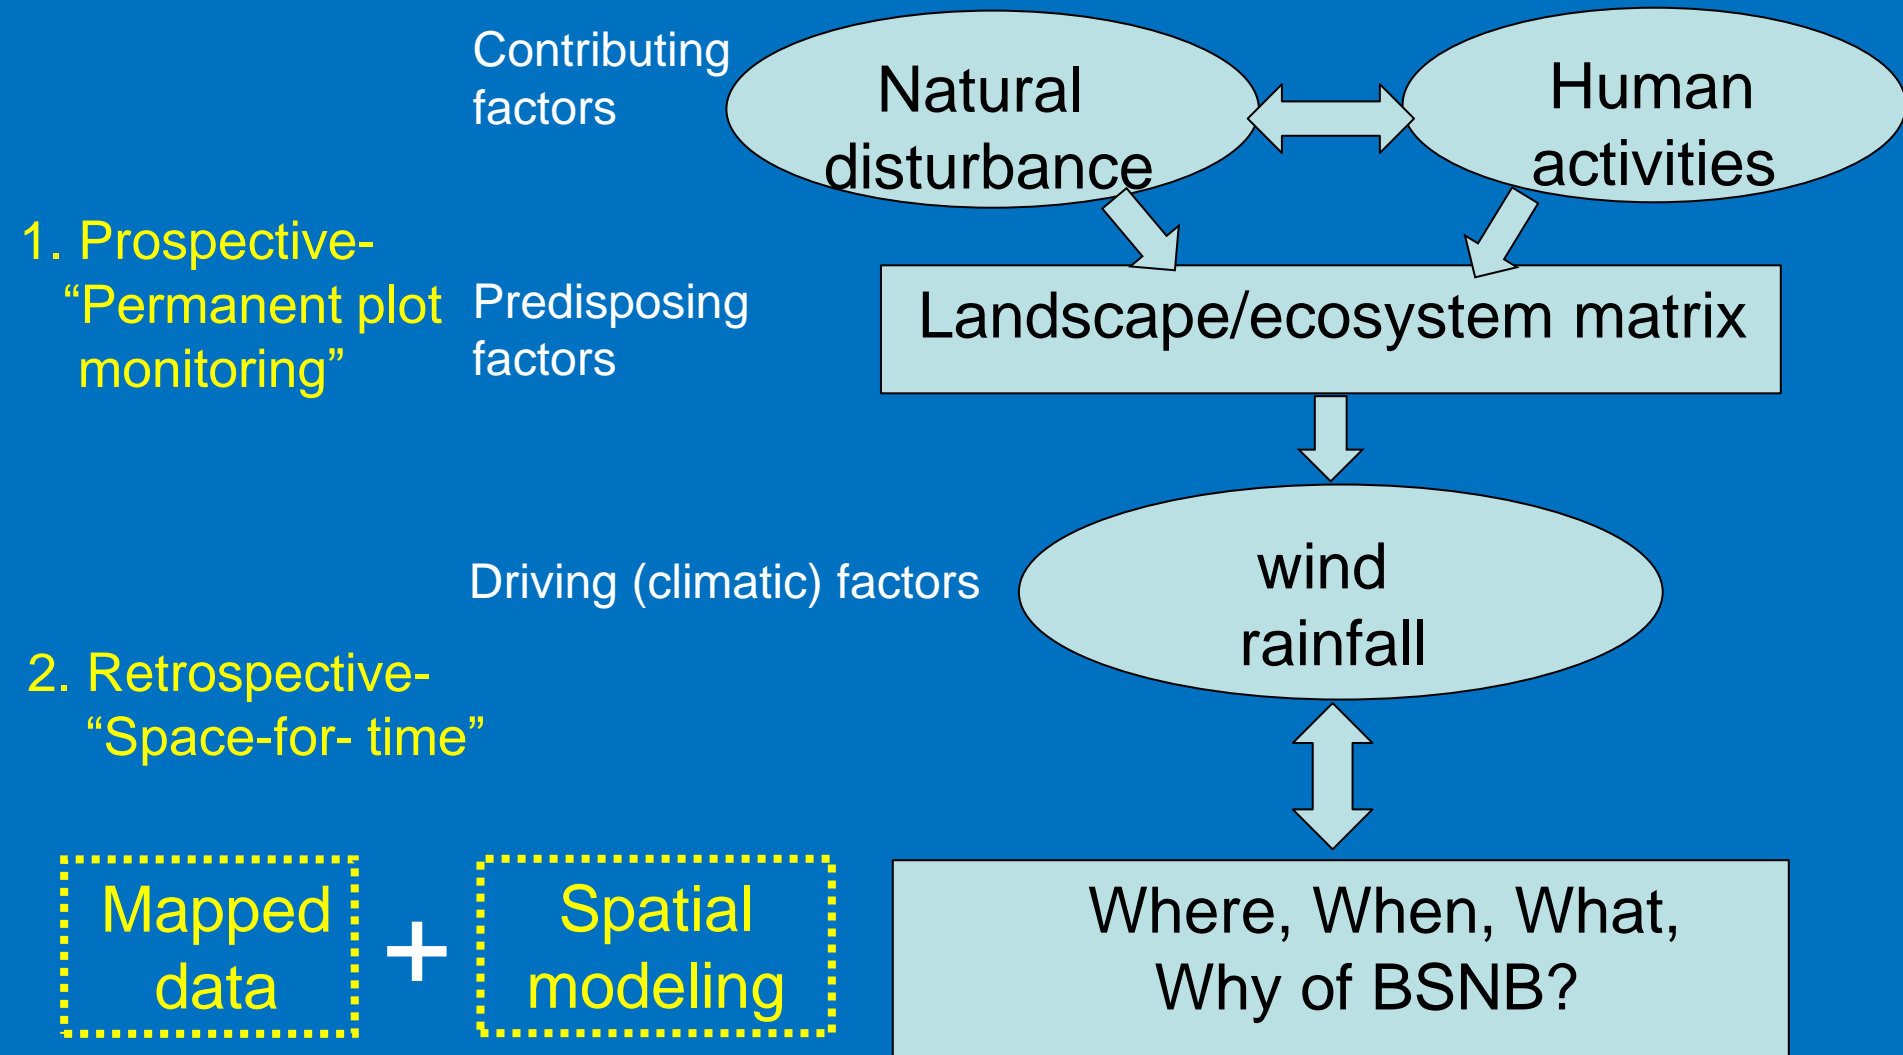 Contributing
factors
Natural
disturbance
Human
activities
1. Prospective-
“Permanent plot
monitoring”
Predisposing
factors
Landscape/ecosystem matrix
Driving (climatic) factors
wind
rainfall
2. Retrospective-
“Space-for- time”
Mapped
data
+
Spatial
modeling
Where, When, What,
Why of BSNB?